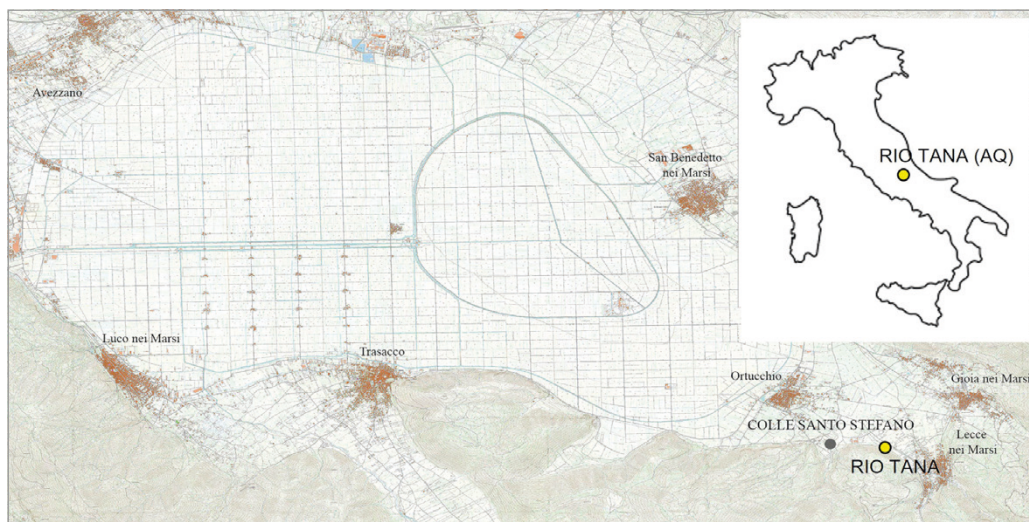 Avezzano
San Benedetto
nei Marsi
RIO TANA (AQ)
Luco nei Marsi
Trasacco
Ortucchio
Gioia nei Marsi
COLLE SANTO STEFANO
Lecce
nei Marsi
RIO TANA